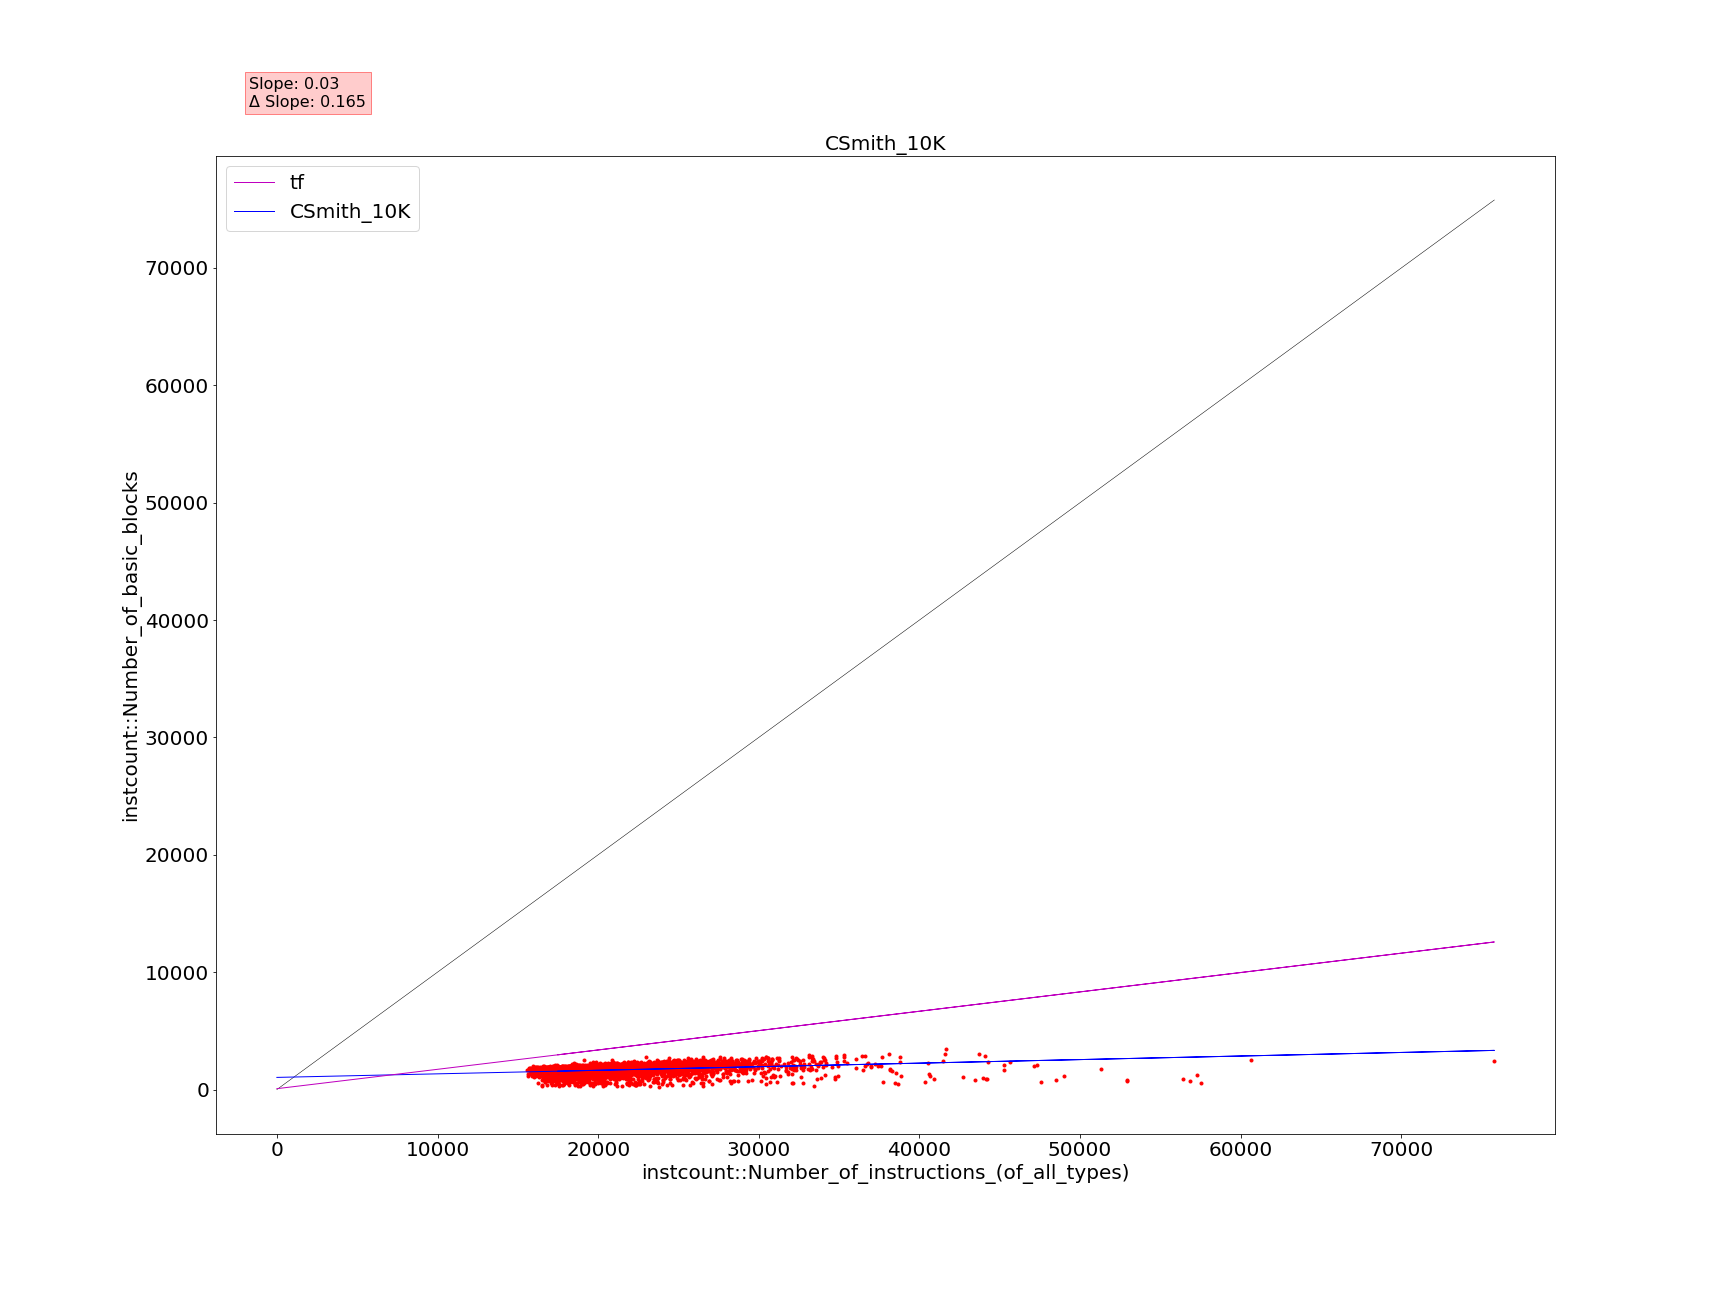 Slope: 0.03
Δ Slope: 0.165
CSmith_10K
tf
CSmith_10K
70000
60000
50000
40000
30000
20000
10000
0
instcount::Number_of_basic_blocks
0 10000 20000 30000 40000 50000 60000 70000
instcount::Number_of_instructions_(of_all_types)